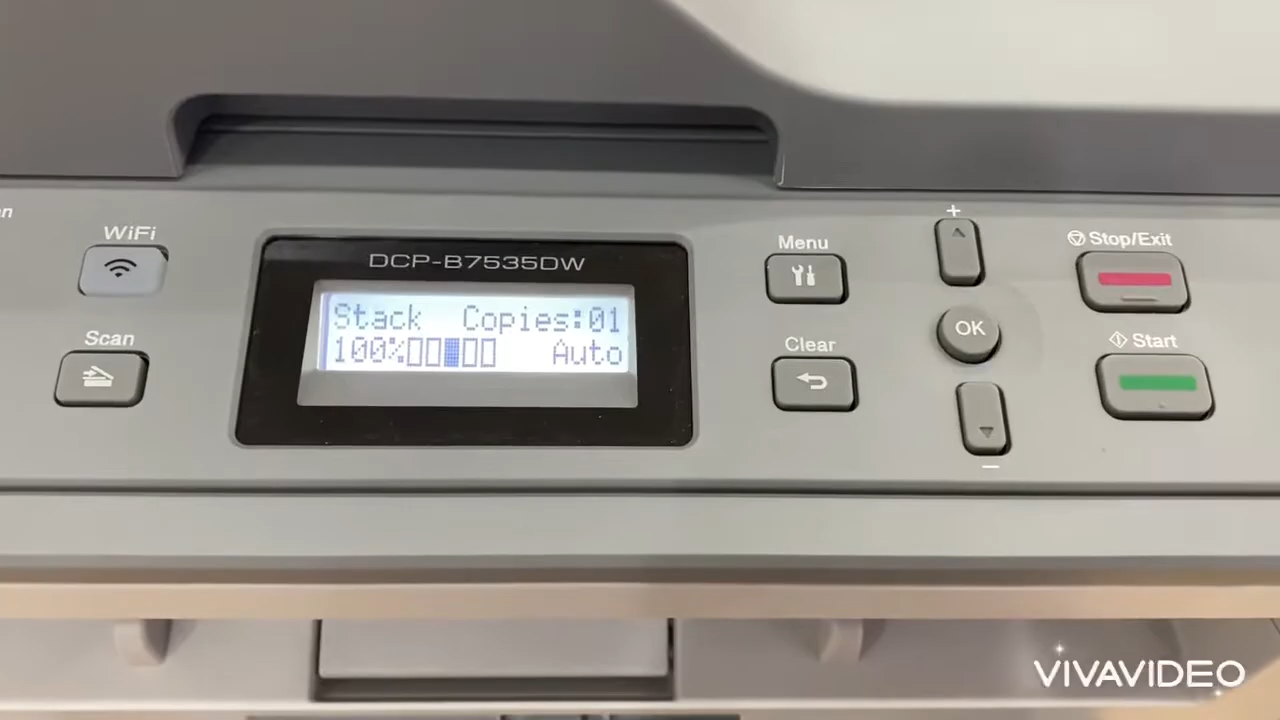 WiFi
Scan
DCP-B7535DW
Stack Copies:01
100%▯▯▮▯▯ Auto
Menu
Clear
+
OK
−
Stop/Exit
Start
VIVAVIDEO